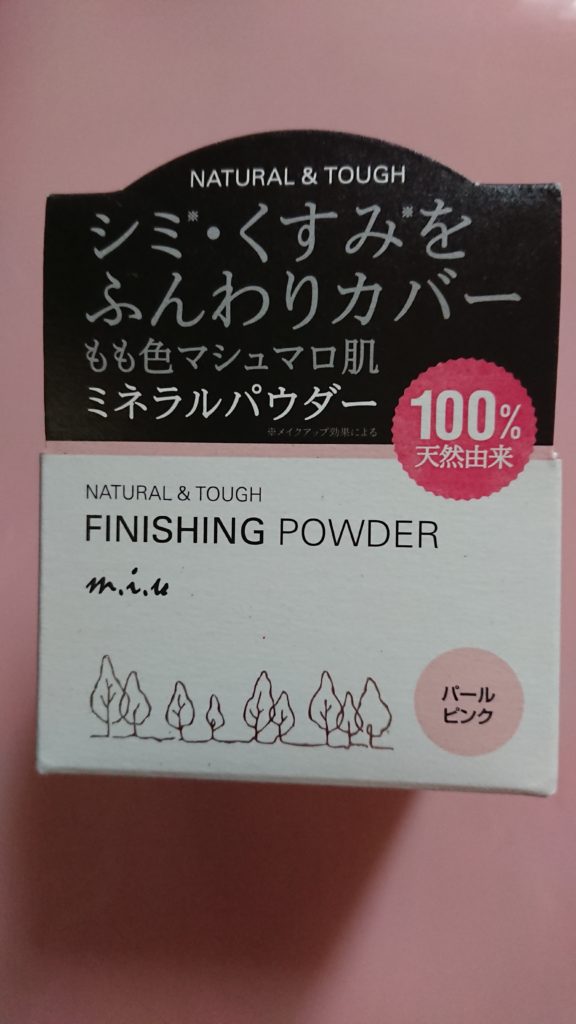 NATURAL & TOUGH
シミ※・くすみ※を
ふんわりカバー
もも色マシュマロ肌
ミネラルパウダー
※メイクアップ効果による
100%
天然由来
NATURAL & TOUGH
FINISHING POWDER
m.i.u
パール
ピンク